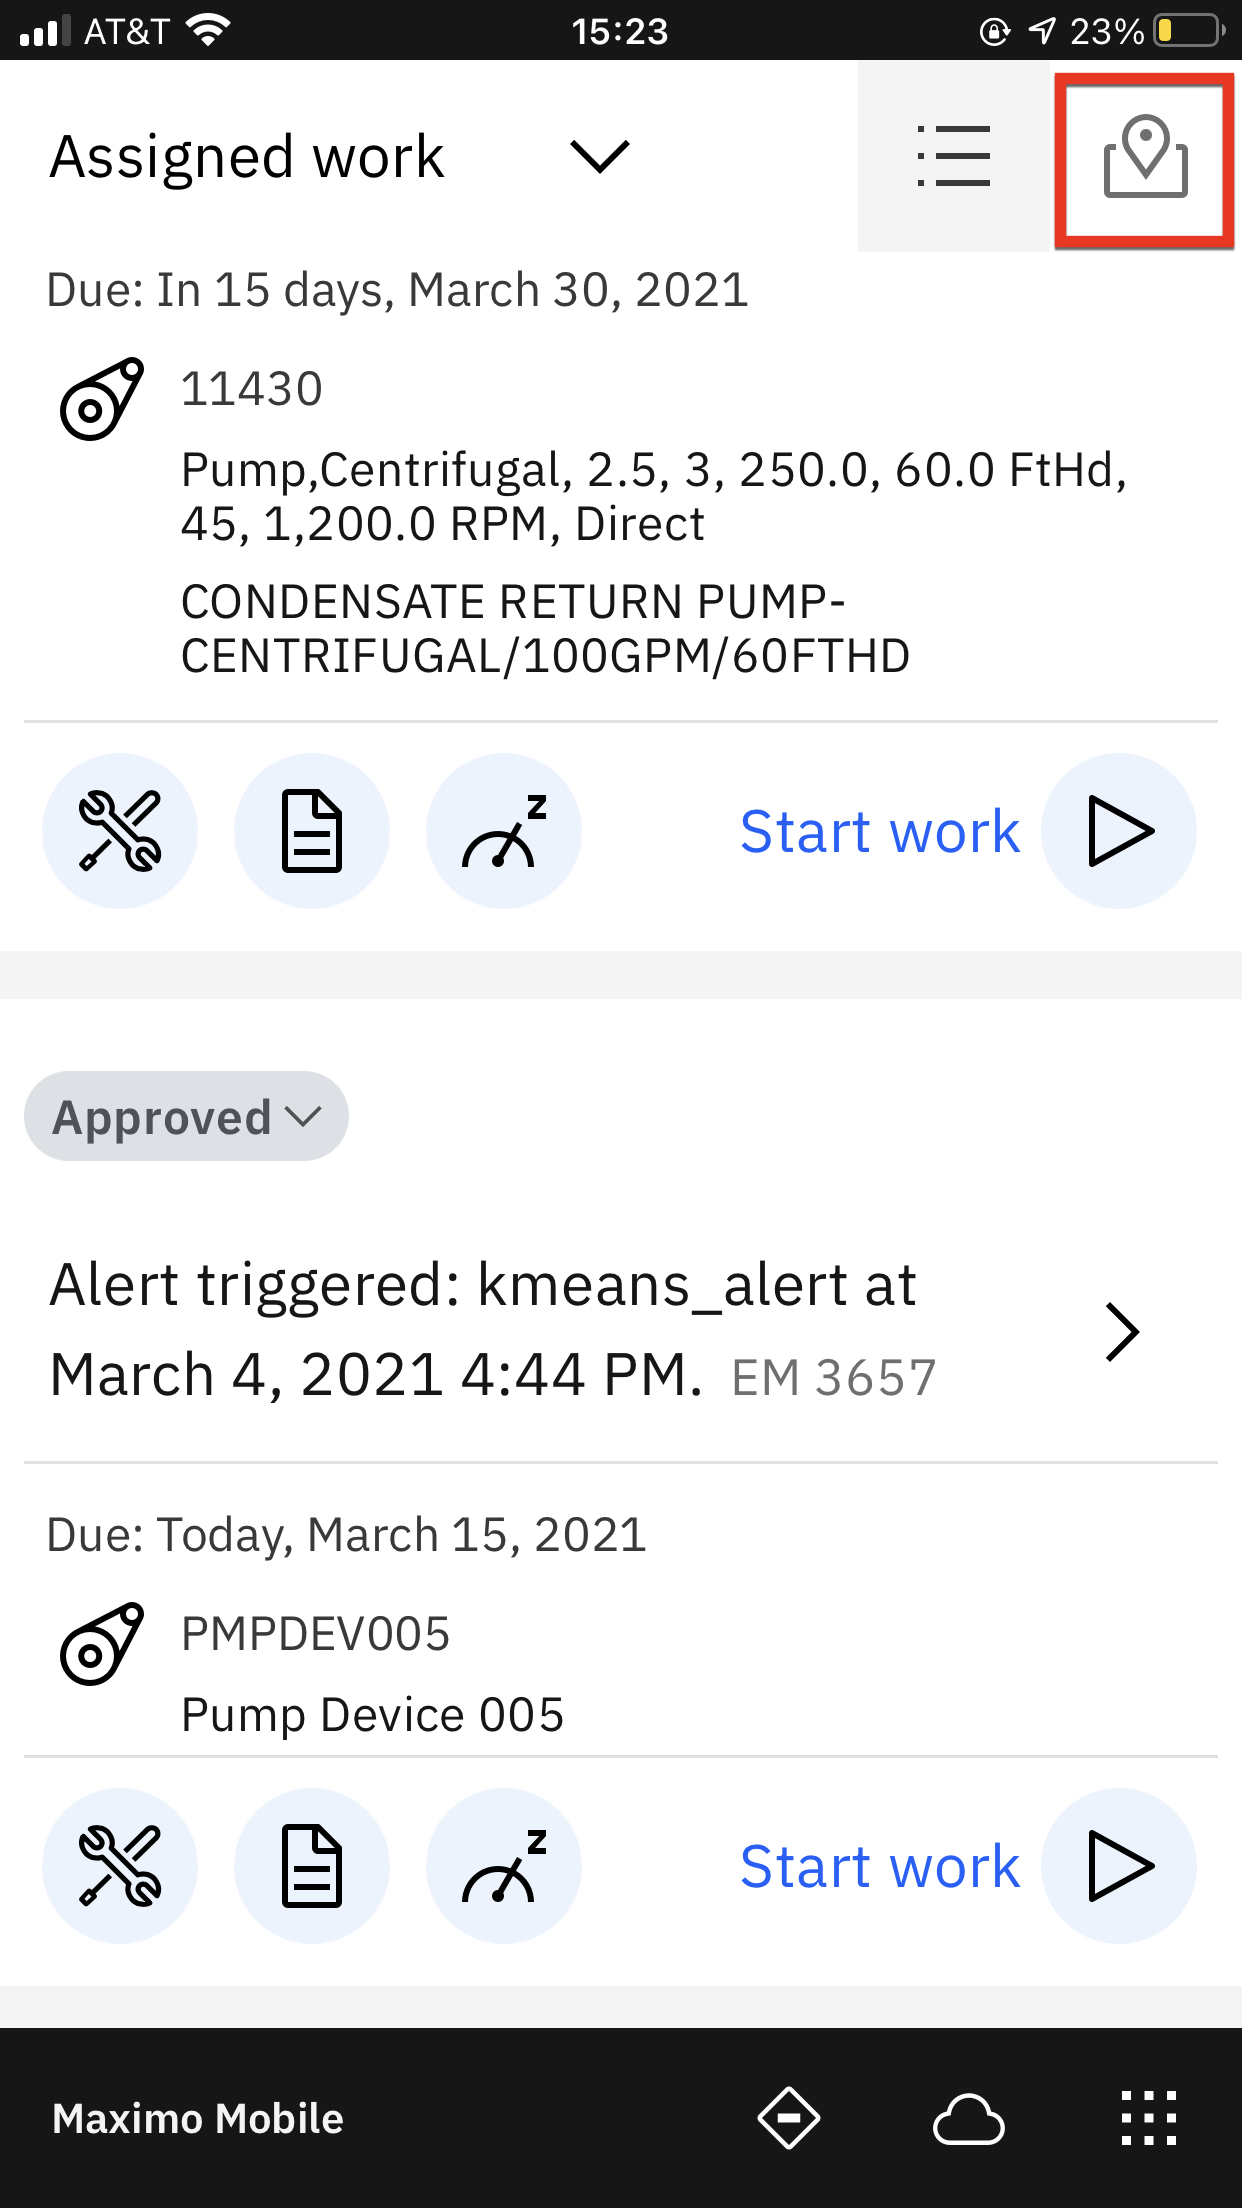 AT&T 15:23 23%
Assigned work
Due: In 15 days, March 30, 2021
11430
Pump,Centrifugal, 2.5, 3, 250.0, 60.0 FtHd,
45, 1,200.0 RPM, Direct
CONDENSATE RETURN PUMP-
CENTRIFUGAL/100GPM/60FTHD
Start work
Approved
Alert triggered: kmeans_alert at
March 4, 2021 4:44 PM. EM 3657
Due: Today, March 15, 2021
PMPDEV005
Pump Device 005
Start work
Maximo Mobile